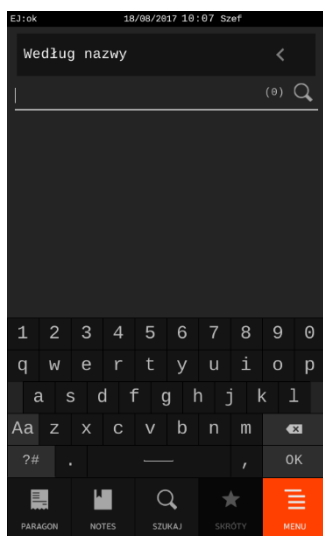 EJ:ok 18/08/2017 10:07 Szef
Według nazwy <
(0)
1 2 3 4 5 6 7 8 9 0
q w e r t y u i o p
a s d f g h j k l
Aa z x c v b n m
?# . , OK
PARAGON NOTES SZUKAJ SKRÓTY MENU